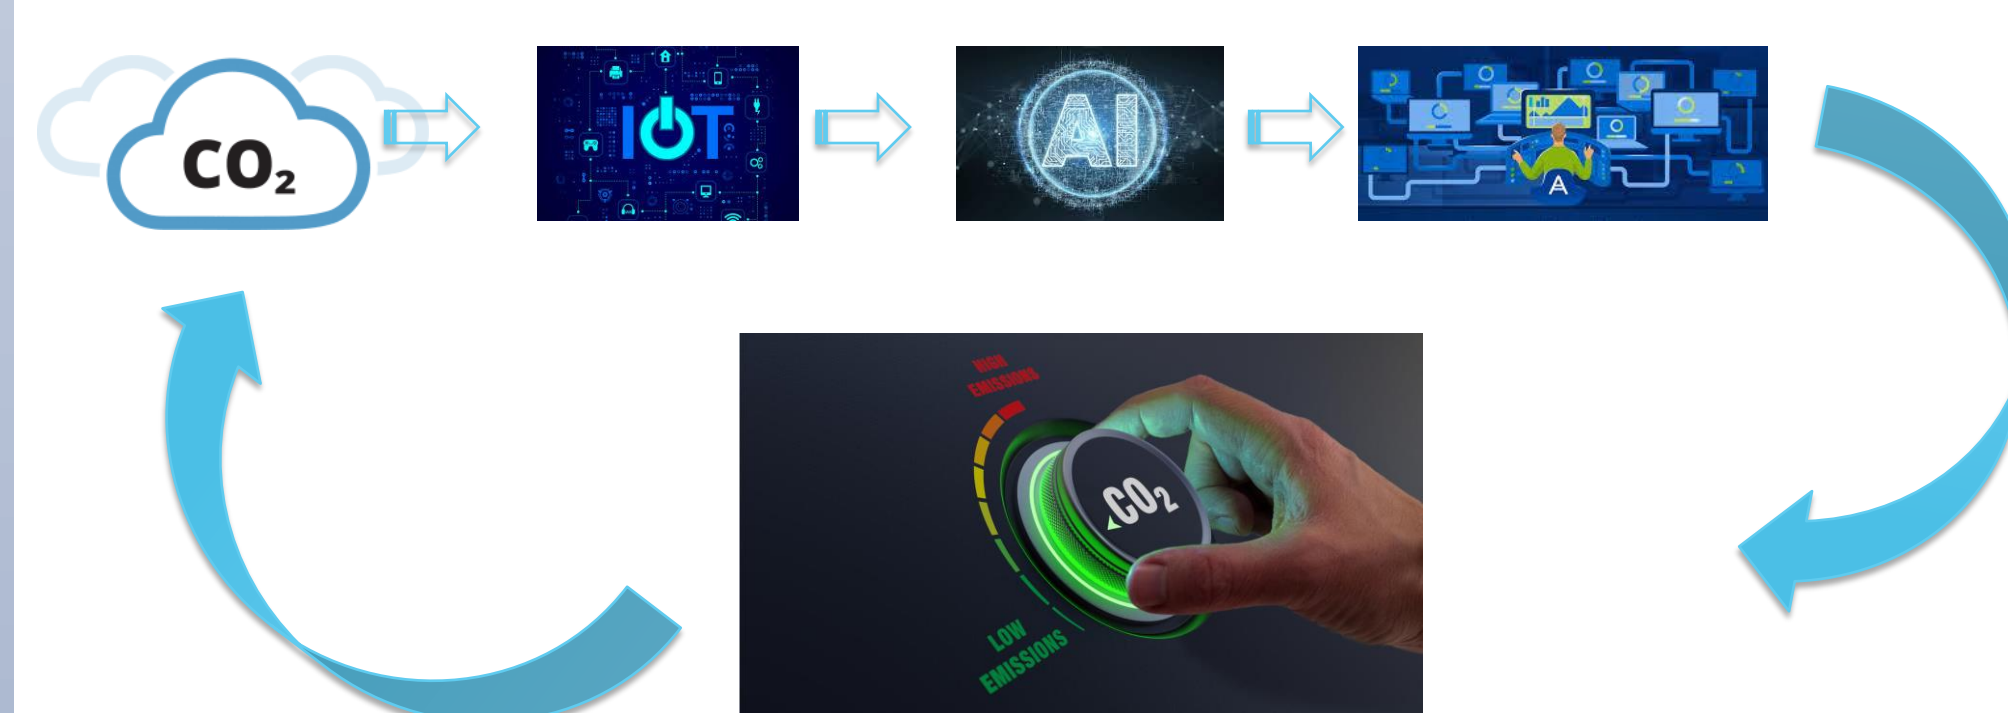 CO₂
IOT
AI
A
HIGH
EMISSIONS
CO₂
LOW
EMISSIONS